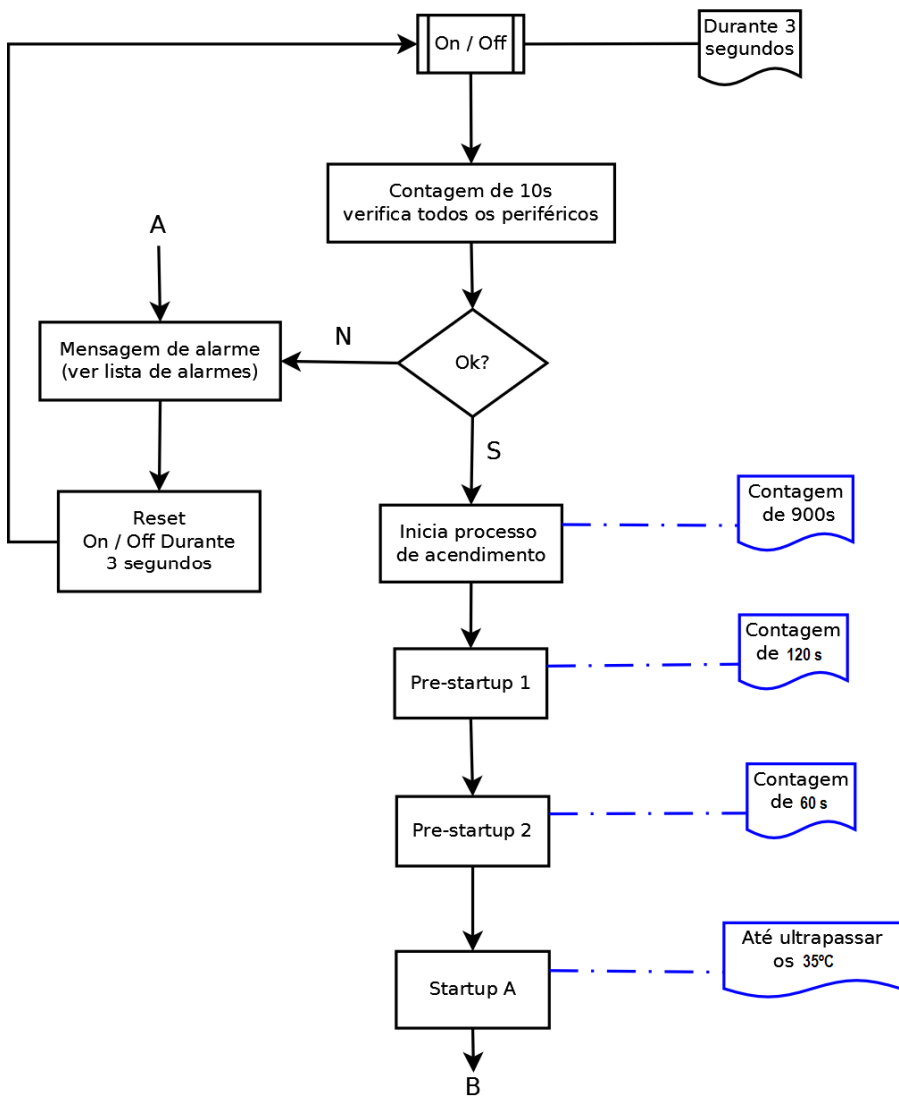 On / Off
Durante 3
segundos
Contagem de 10s
verifica todos os periféricos
A
Mensagem de alarme
(ver lista de alarmes)
N
Ok?
S
Reset
On / Off Durante
3 segundos
Inicia processo
de acendimento
Contagem
de 900s
Pre-startup 1
Contagem
de 120 s
Pre-startup 2
Contagem
de 60 s
Startup A
Até ultrapassar
os 35ºC
B